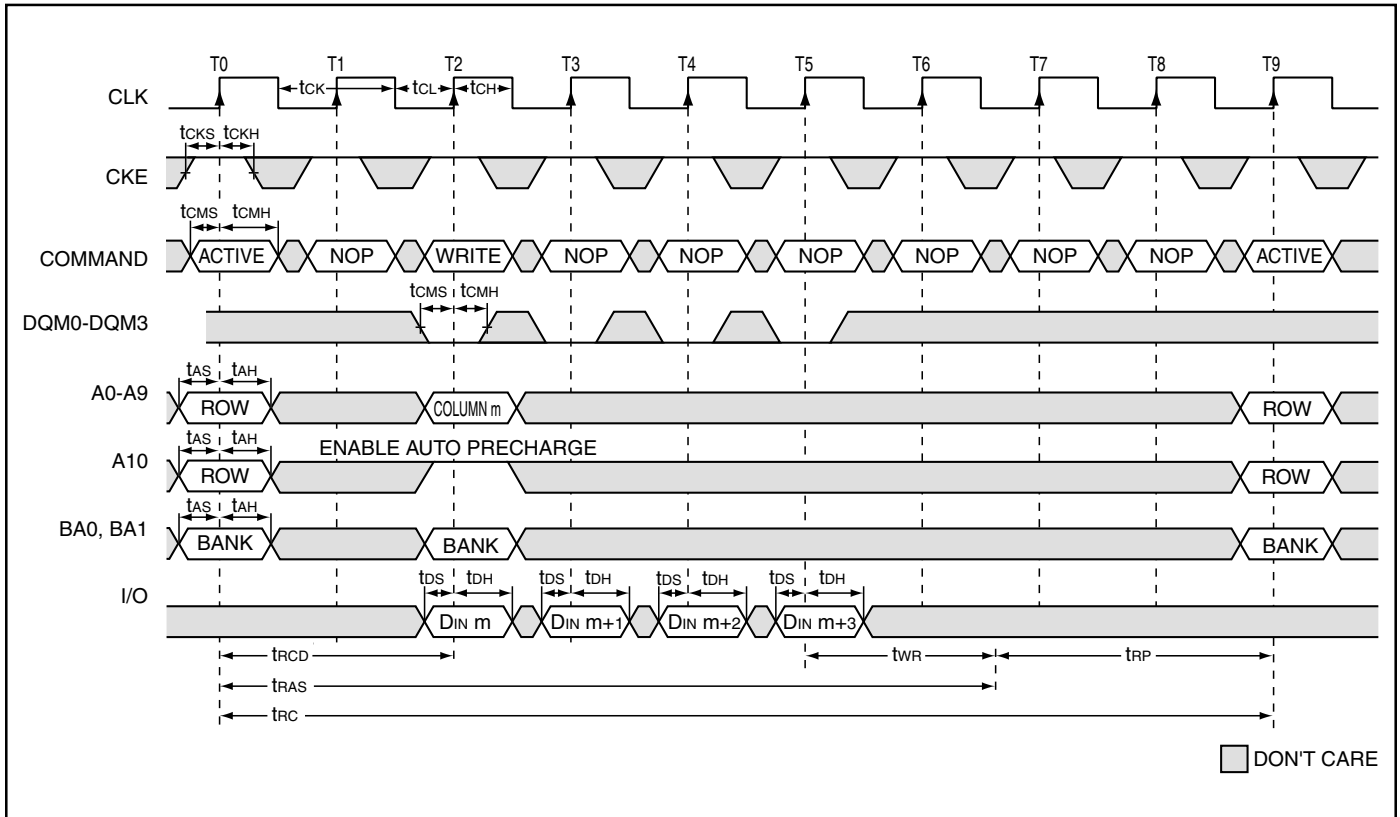 T0 T1 T2 T3 T4 T5 T6 T7 T8 T9
CLK tCK tCL tCH
tCKS tCKH
CKE
tCMS tCMH
COMMAND ACTIVE NOP WRITE NOP NOP NOP NOP NOP NOP ACTIVE
tCMS tCMH
DQM0-DQM3
tAS tAH
A0-A9 ROW COLUMN m ROW
tAS tAH ENABLE AUTO PRECHARGE
A10 ROW ROW
tAS tAH
BA0, BA1 BANK BANK BANK
tDS tDH tDS tDH tDS tDH tDS tDH
I/O DIN m DIN m+1 DIN m+2 DIN m+3
tRCD tWR tRP
tRAS
tRC
DON'T CARE